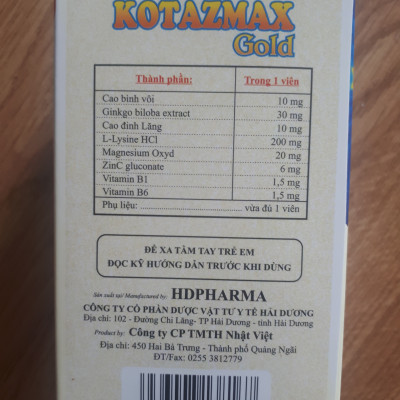 KOTAZMAX
Gold
Thành phần: Trong 1 viên
Cao bình vôi 10 mg
Ginkgo biloba extract 30 mg
Cao đinh Lăng 10 mg
L-Lysine HCl 200 mg
Magnesium Oxyd 20 mg
ZinC gluconate 6 mg
Vitamin B1 1,5 mg
Vitamin B6 1,5 mg
Phụ liệu: ................................ vừa đủ 1 viên
ĐỂ XA TẦM TAY TRẺ EM
ĐỌC KỸ HƯỚNG DẪN TRƯỚC KHI DÙNG
Sản xuất tại/ Manufactured by: HDPHARMA
CÔNG TY CỔ PHẦN DƯỢC VẬT TƯ Y TẾ HẢI DƯƠNG
Địa chỉ: 102 - Đường Chi Lăng- TP Hải Dương - tỉnh Hải Dương
Product by: Công ty CP TMTH Nhật Việt
Địa chỉ: 450 Hai Bà Trưng - Thành phố Quảng Ngãi
ĐT/Fax: 0255 3812779